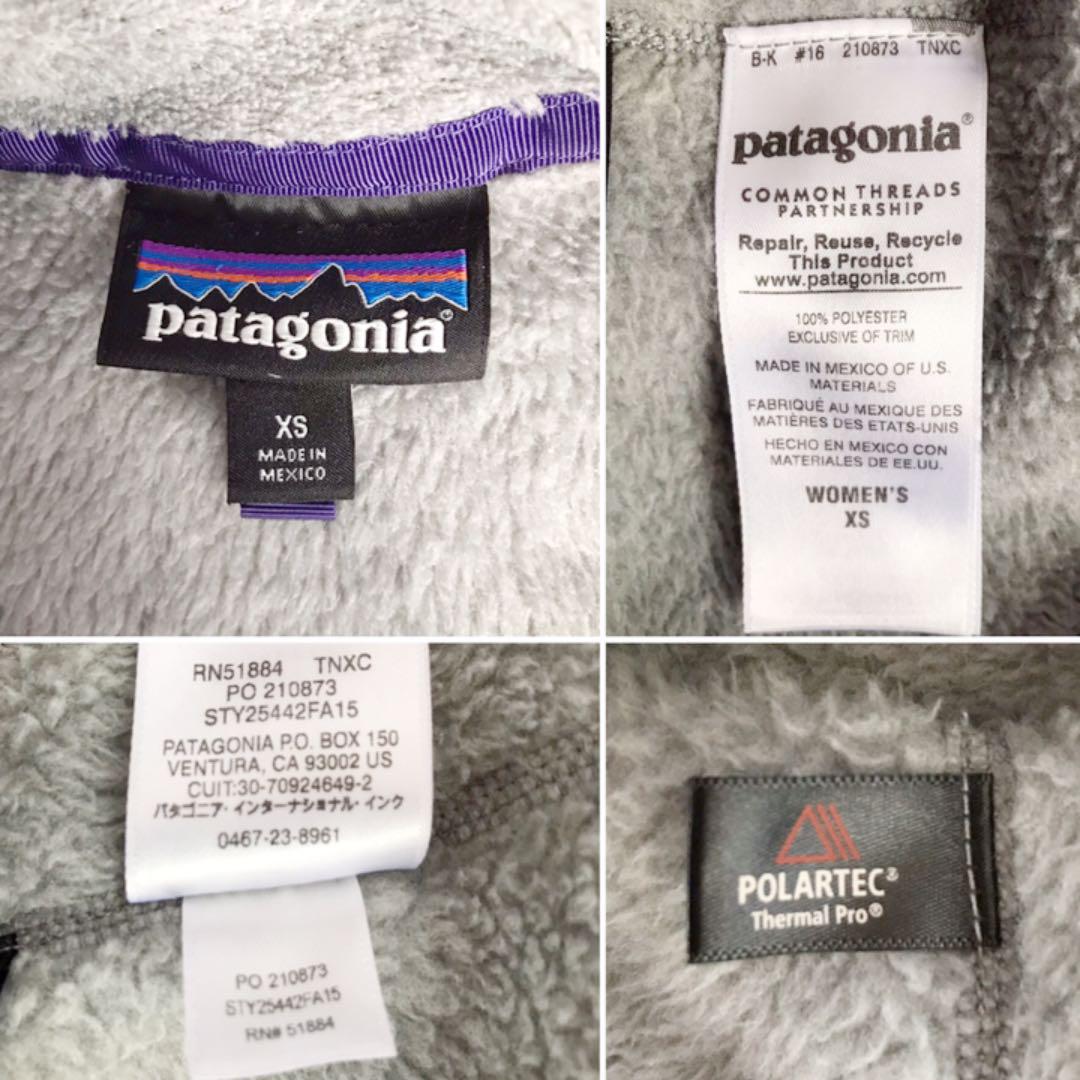 patagonia®
XS
MADE IN
MEXICO
B-K #16 210873 TNXC
patagonia®
COMMON THREADS
PARTNERSHIP
Repair, Reuse, Recycle
This Product
www.patagonia.com
100% POLYESTER
EXCLUSIVE OF TRIM
MADE IN MEXICO OF U.S.
MATERIALS
FABRIQUÉ AU MEXIQUE DES
MATIÈRES DES ETATS-UNIS
HECHO EN MEXICO CON
MATERIALES DE EE.UU.
WOMEN'S
XS
RN51884 TNXC
PO 210873
STY25442FA15
PATAGONIA P.O. BOX 150
VENTURA, CA 93002 US
CUIT:30-70924649-2
パタゴニア・インターナショナル・インク
0467-23-8961
PO 210873
STY25442FA15
RN# 51884
POLARTEC®
Thermal Pro®